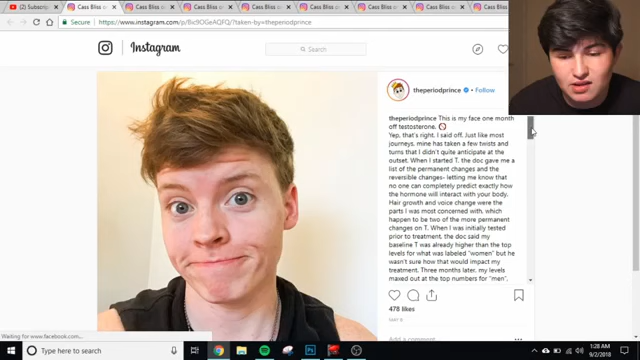 Subscrip
Cass Bliss o
Cass Bliss on
Cass Bliss on
Cass Bliss on
Cass Bliss on
Cass Bliss on
Cass Bliss on
Secure
https://www.instagram.com/p/Bic9OGeAQFQ/?taken-by=theperiodprince
Instagram
Search
theperiodprince • Follow
theperiodprince This is my face one month
off testosterone.
Yep, that's right. I said off. Just like most
journeys, mine has taken a few twists and
turns that I didn't quite anticipate at the
outset. When I started T, the doc gave me a
list of the permanent changes and the
reversible changes- letting me know that
no one can completely predict exactly how
the hormone will interact with your body.
Hair growth and voice change were the
parts I was most concerned with, which
happen to be two of the more permanent
changes on T. When I was initially tested
prior to treatment, the doc said my
baseline T was already higher than the top
levels for what was labeled "women" but he
wasn't sure how that would impact my
treatment. Three months later, my levels
maxed out at the top numbers for "men".
478 likes
Add a comment...
Waiting for www.facebook.com...
Type here to search
1:28 AM
9/2/2018